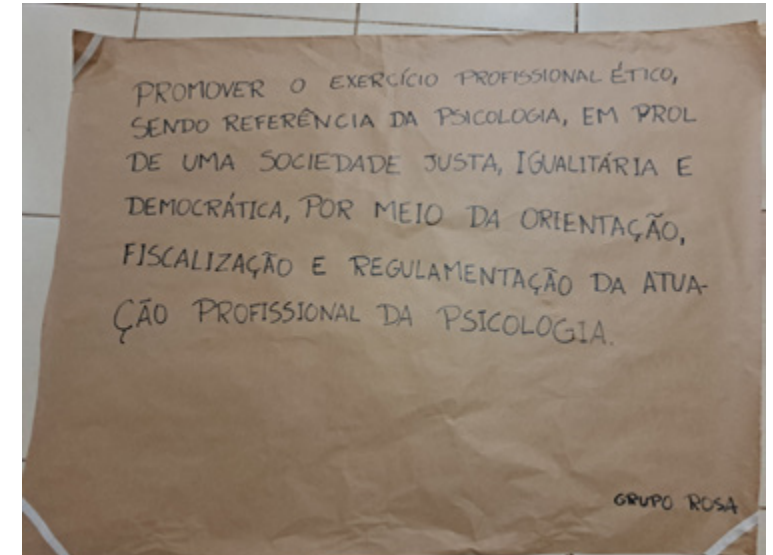 PROMOVER O EXERCÍCIO PROFISSIONAL ÉTICO,
SENDO REFERÊNCIA DA PSICOLOGIA, EM PROL
DE UMA SOCIEDADE JUSTA, IGUALITÁRIA E
DEMOCRÁTICA, POR MEIO DA ORIENTAÇÃO,
FISCALIZAÇÃO E REGULAMENTAÇÃO DA ATUA-
ÇÃO PROFISSIONAL DA PSICOLOGIA.
GRUPO ROSA